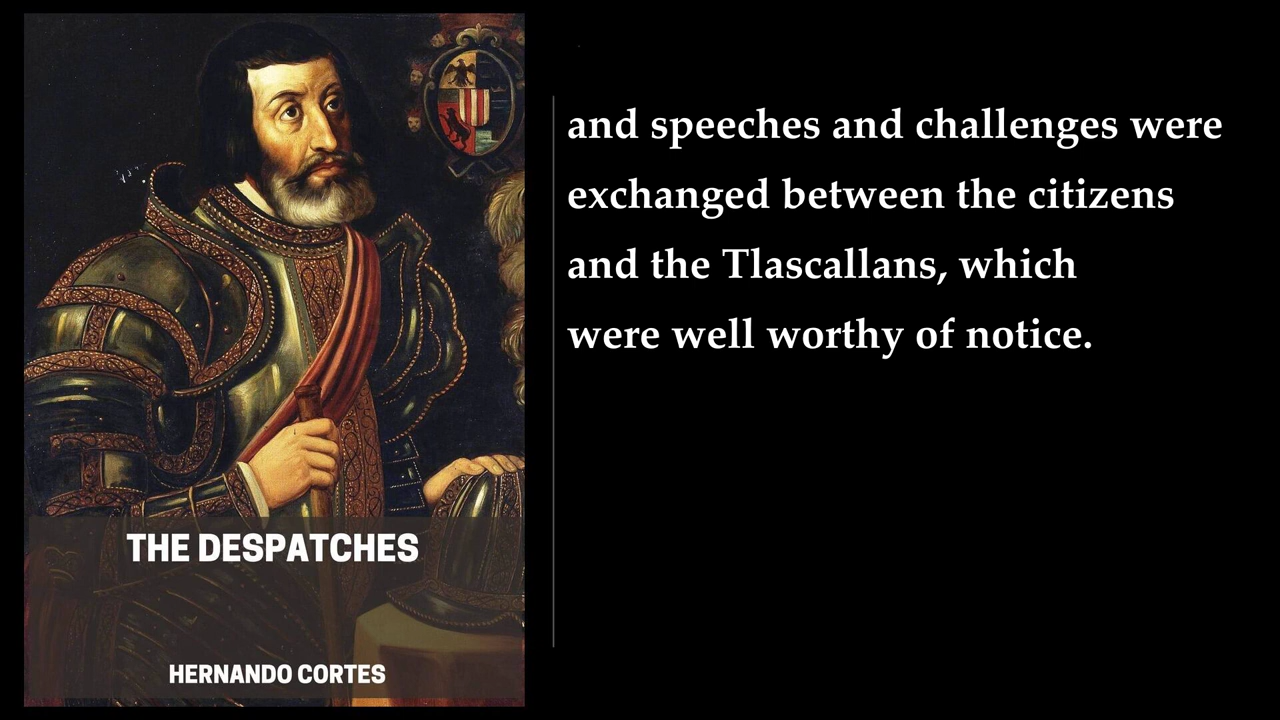 and speeches and challenges were
exchanged between the citizens
and the Tlascallans, which
were well worthy of notice.
THE DESPATCHES
HERNANDO CORTES